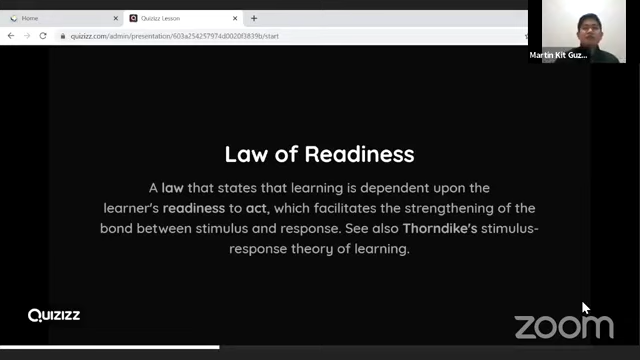 Home
Quizizz Lesson
quizizz.com/admin/presentation/603a254257974d0020f3839b/start
Martin Kit Guz...
Law of Readiness
A law that states that learning is dependent upon the
learner's readiness to act, which facilitates the strengthening of the
bond between stimulus and response. See also Thorndike's stimulus-
response theory of learning.
Quizizz
zoom